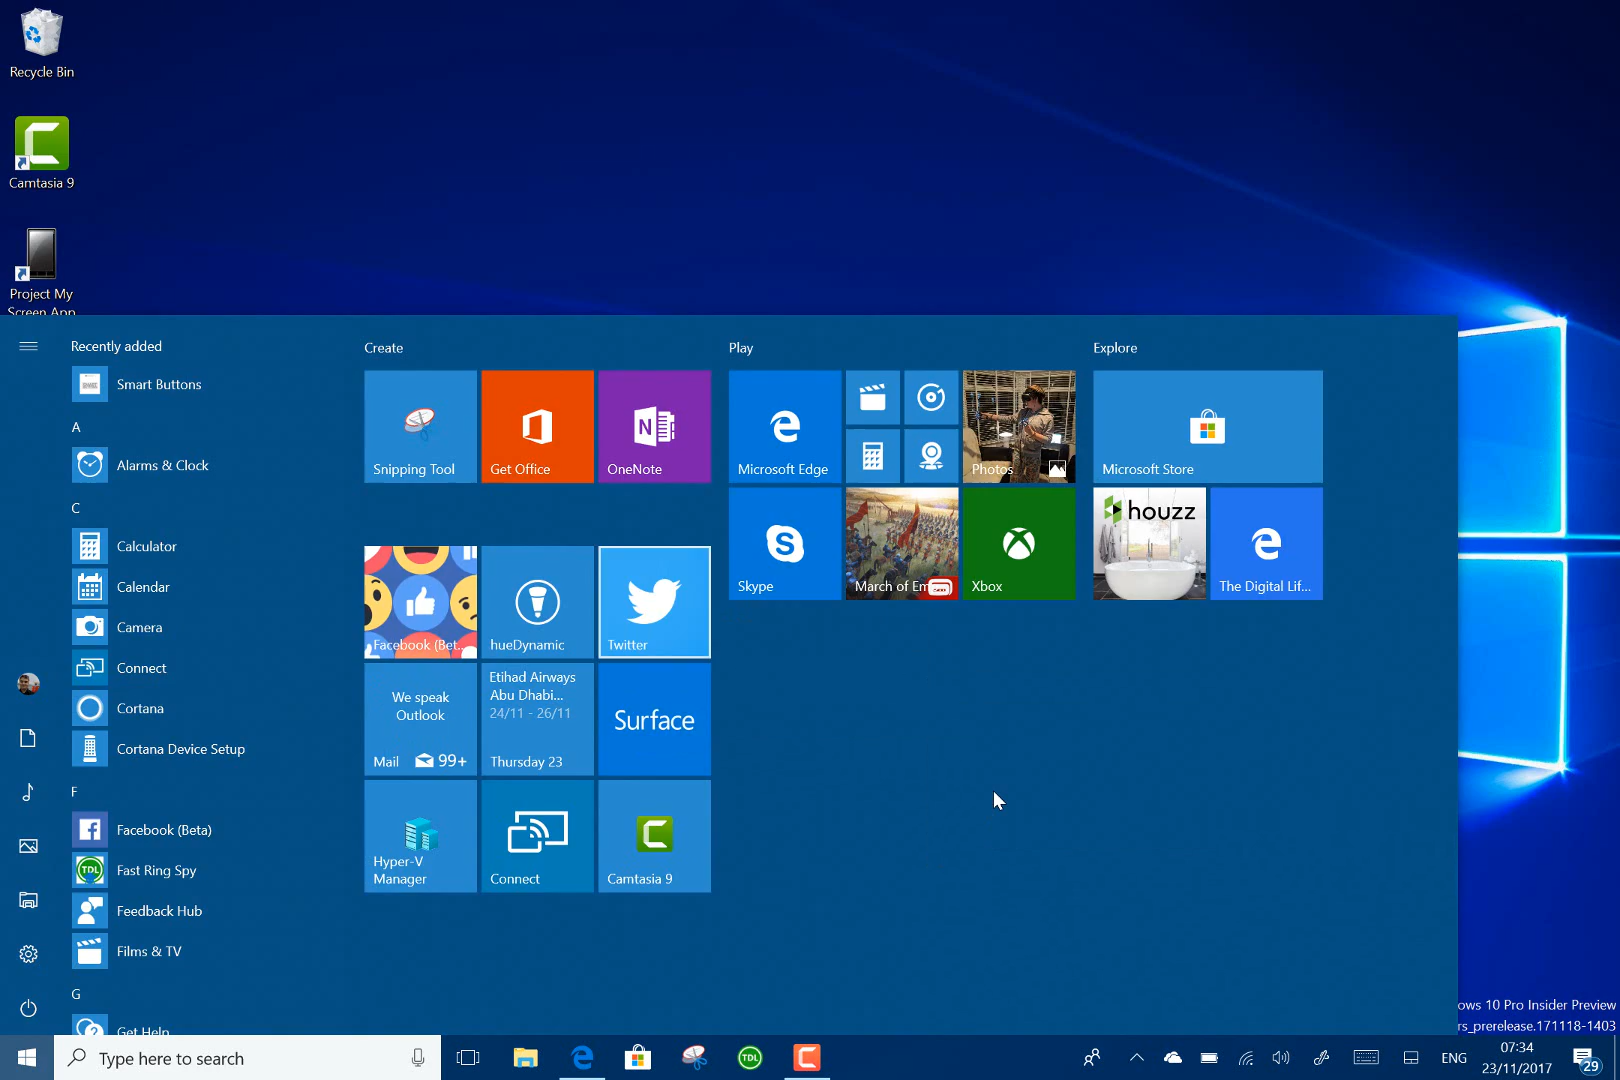 Recycle Bin
Camtasia 9
Project My
Screen App
Recently added
Smart Buttons
A
Alarms & Clock
C
Calculator
Calendar
Camera
Connect
Cortana
Cortana Device Setup
F
Facebook (Beta)
TDL
Fast Ring Spy
Feedback Hub
Films & TV
G
Get Help
Create
Snipping Tool
Get Office
N
OneNote
Facebook (Bet...
hueDynamic
Twitter
We speak
Outlook
Mail 99+
Etihad Airways
Abu Dhabi...
24/11 - 26/11
Thursday 23
Surface
Hyper-V
Manager
Connect
Camtasia 9
Play
Microsoft Edge
Photos
Skype
March of Em
Xbox
Explore
Microsoft Store
houzz
The Digital Lif...
ows 10 Pro Insider Preview
rs_prerelease.171118-1403
Type here to search
TDL
ENG
07:34
23/11/2017
29